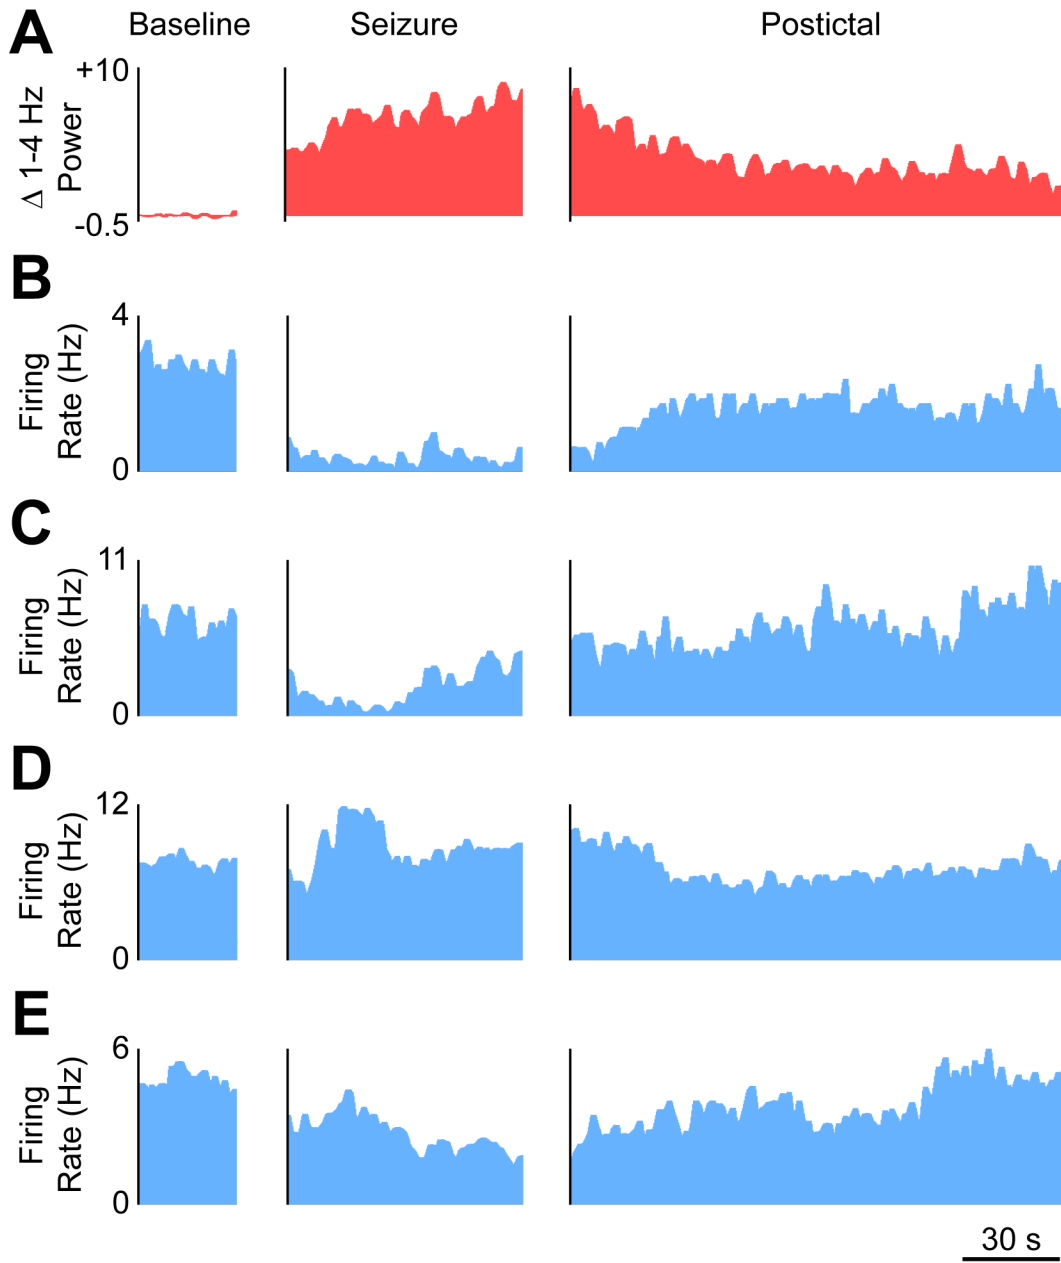 A
Baseline
Seizure
Postictal
Δ 1-4 Hz
Power
+10
-0.5
B
Firing
Rate (Hz)
4
0
C
Firing
Rate (Hz)
11
0
D
Firing
Rate (Hz)
12
0
E
Firing
Rate (Hz)
6
0
30 s